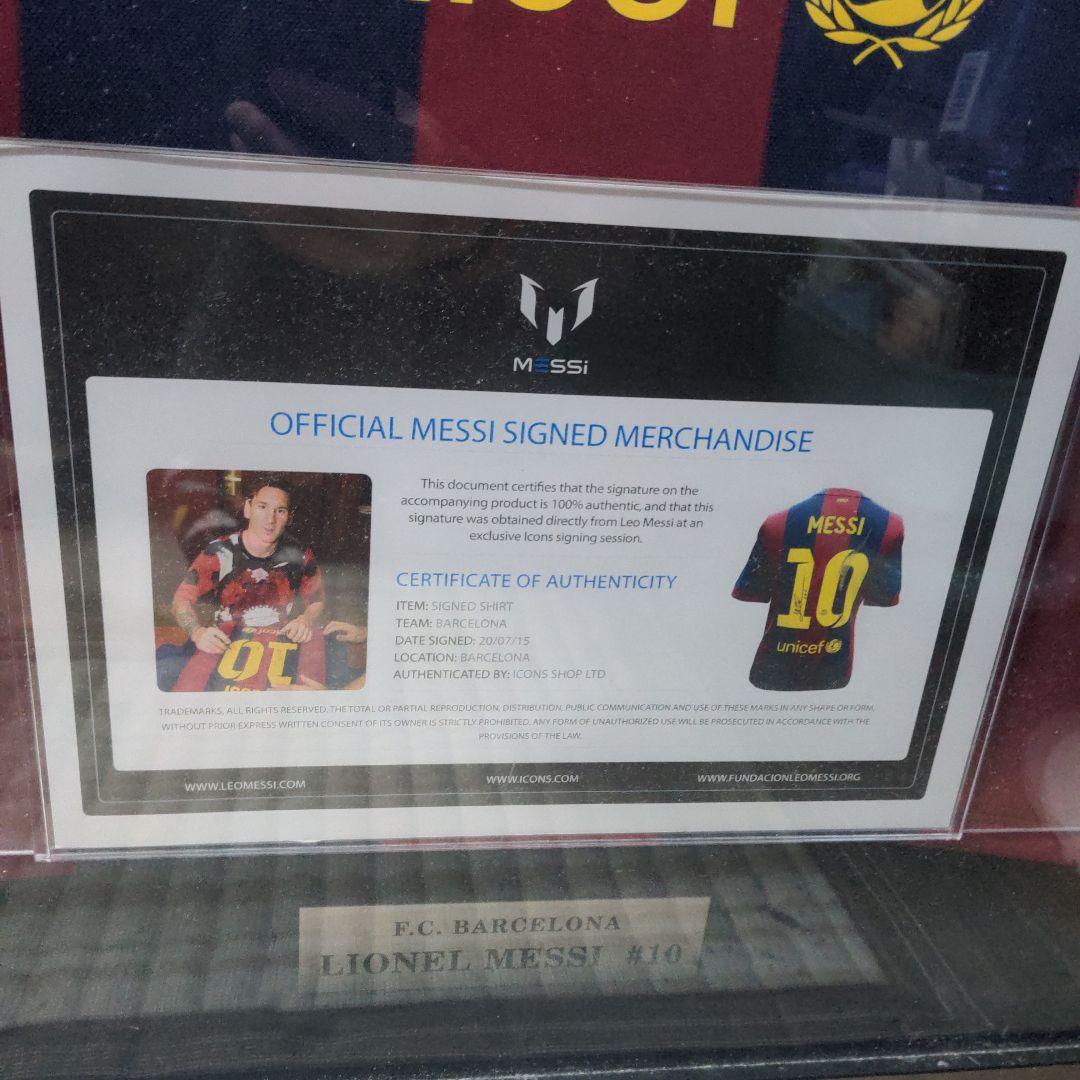 MESSi
OFFICIAL MESSI SIGNED MERCHANDISE
This document certifies that the signature on the
accompanying product is 100% authentic, and that this
signature was obtained directly from Leo Messi at an
exclusive Icons signing session.
CERTIFICATE OF AUTHENTICITY
ITEM: SIGNED SHIRT
TEAM: BARCELONA
DATE SIGNED: 20/07/15
LOCATION: BARCELONA
AUTHENTICATED BY: ICONS SHOP LTD
10
MESSI
10
unicef
TRADEMARKS. ALL RIGHTS RESERVED. THE TOTAL OR PARTIAL REPRODUCTION, DISTRIBUTION, PUBLIC COMMUNICATION AND USE OF THESE MARKS IN ANY SHAPE OR FORM,
WITHOUT PRIOR EXPRESS WRITTEN CONSENT OF ITS OWNER IS STRICTLY PROHIBITED. ANY FORM OF UNAUTHORIZED USE WILL BE PROSECUTED IN ACCORDANCE WITH THE
PROVISIONS OF THE LAW.
WWW.LEOMESSI.COM
WWW.ICONS.COM
WWW.FUNDACIONLEOMESSI.ORG
F.C. BARCELONA
LIONEL MESSI #10